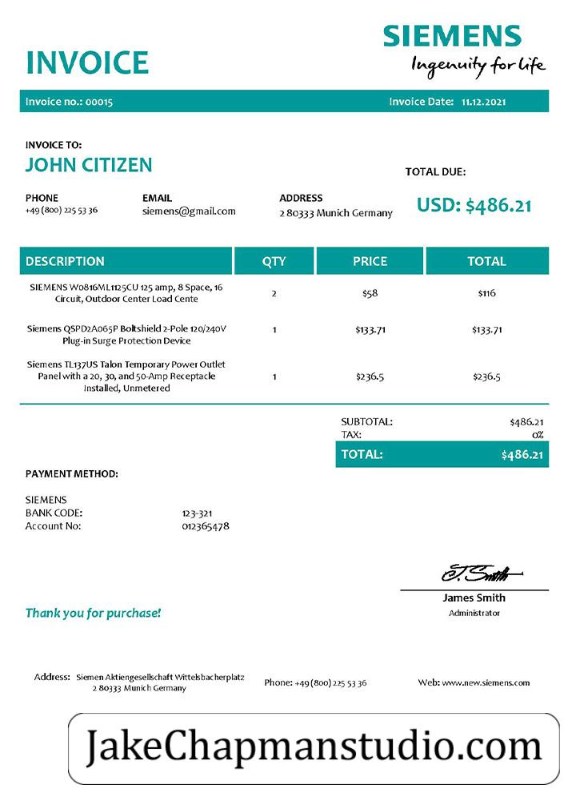 SIEMENS
Ingenuity for life
INVOICE
Invoice no.: 00015 Invoice Date: 11.12.2021
INVOICE TO:
JOHN CITIZEN
TOTAL DUE:
PHONE EMAIL ADDRESS
+49 (800) 225 53 36 siemens@gmail.com 2 80333 Munich Germany
USD: $486.21
DESCRIPTION QTY PRICE TOTAL
SIEMENS W0816ML1125CU 125 amp, 8 Space, 16
Circuit, Outdoor Center Load Cente
2 $58 $116
Siemens QSPD2A065P Boltshield 2-Pole 120/240V
Plug-in Surge Protection Device
1 $133.71 $133.71
Siemens TL137US Talon Temporary Power Outlet
Panel with a 20, 30, and 50-Amp Receptacle
Installed, Unmetered
1 $236.5 $236.5
SUBTOTAL: $486.21
TAX: 0%
TOTAL: $486.21
PAYMENT METHOD:
SIEMENS
BANK CODE: 123-321
Account No: 012365478
J. Smith
James Smith
Administrator
Thank you for purchase!
Address: Siemen Aktiengesellschaft Wittelsbacherplatz
2 80333 Munich Germany
Phone: +49 (800) 225 53 36
Web: www.new.siemens.com
JakeChapmanstudio.com